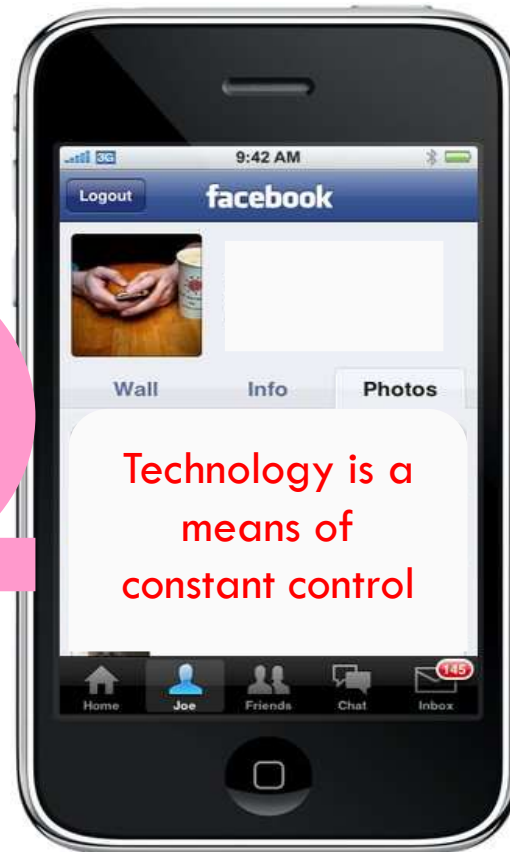 3G 9:42 AM
Logout facebook
Wall Info Photos
Technology is a
means of
constant control
145
Home Joe Friends Chat Inbox